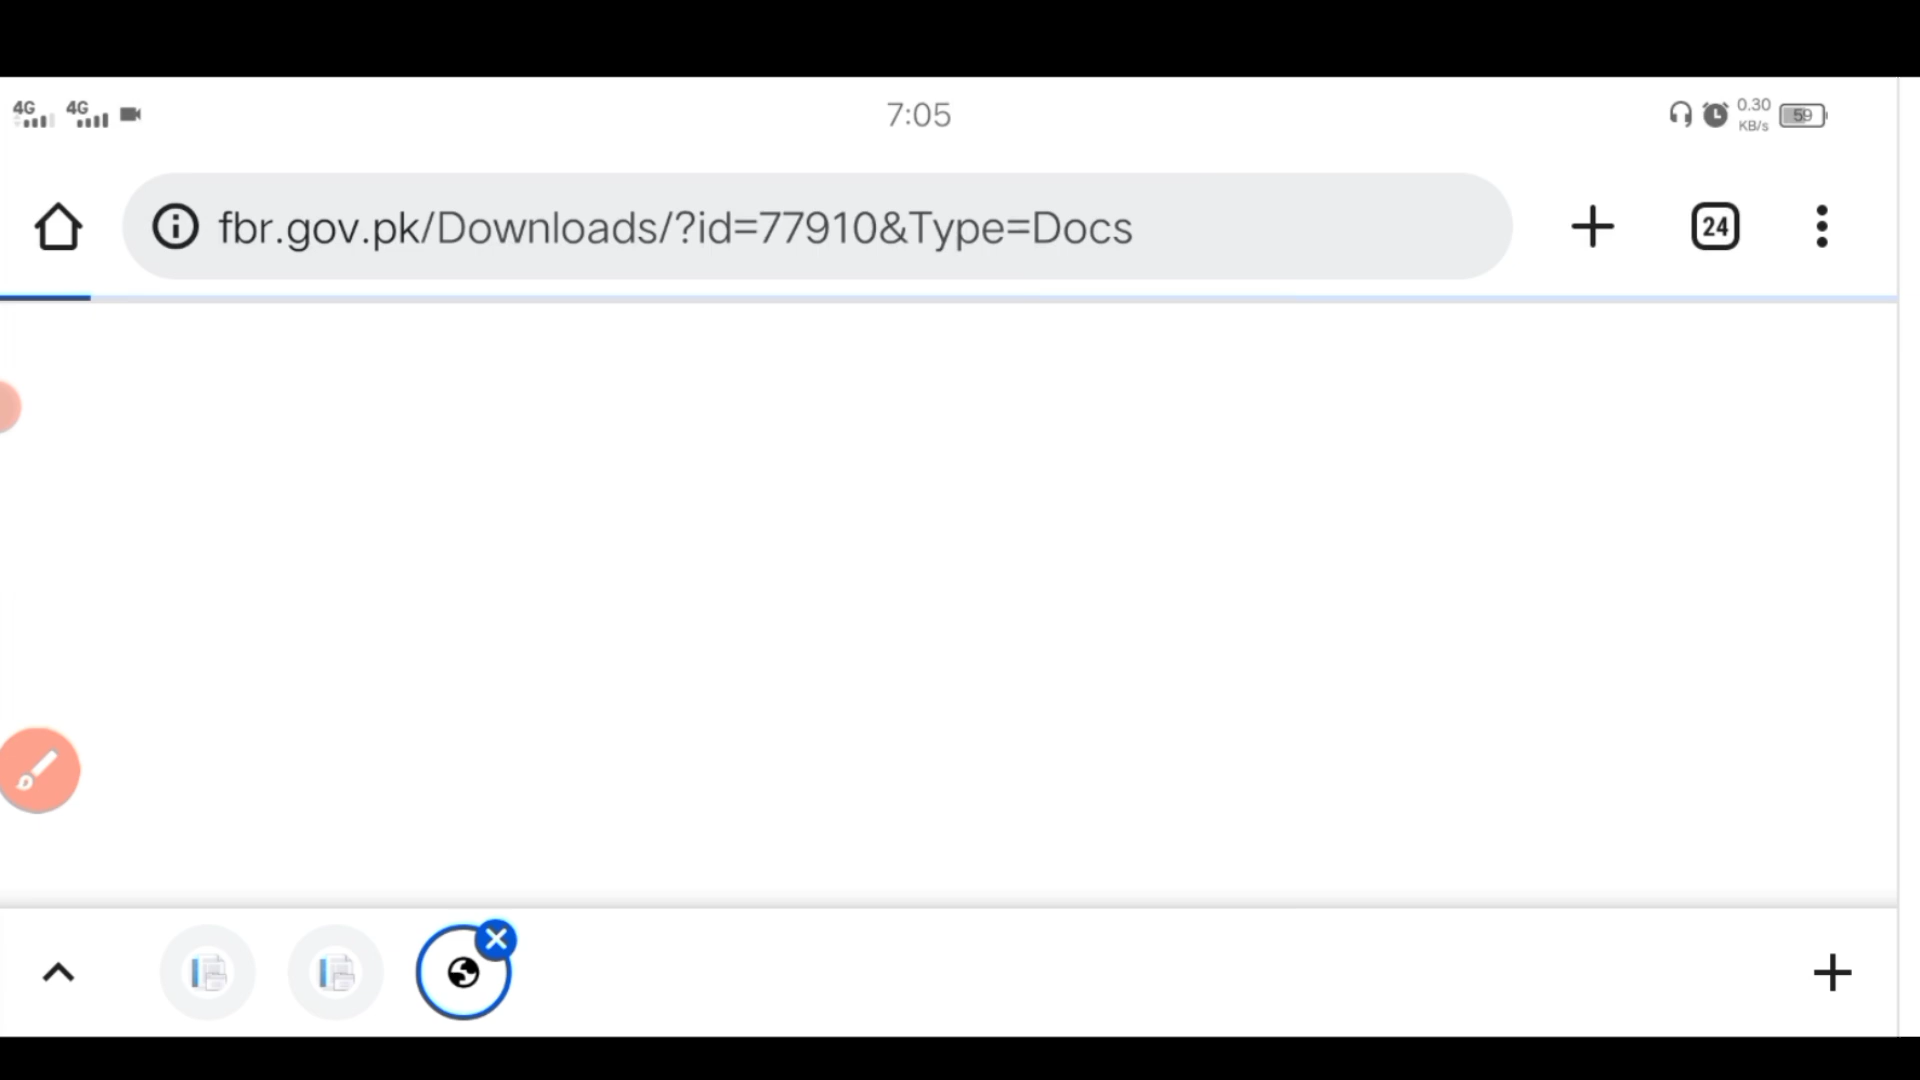 4G 4G 7:05 0.30 KB/s 59
fbr.gov.pk/Downloads/?id=77910&Type=Docs 24